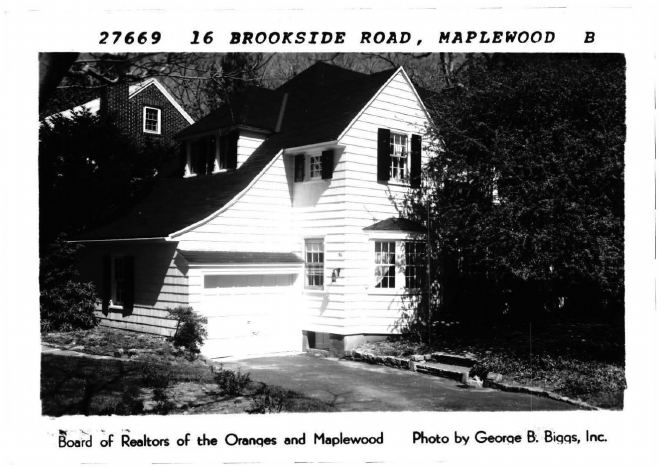 27669 16 BROOKSIDE ROAD, MAPLEWOOD B
Board of Realtors of the Oranges and Maplewood Photo by George B. Biggs, Inc.